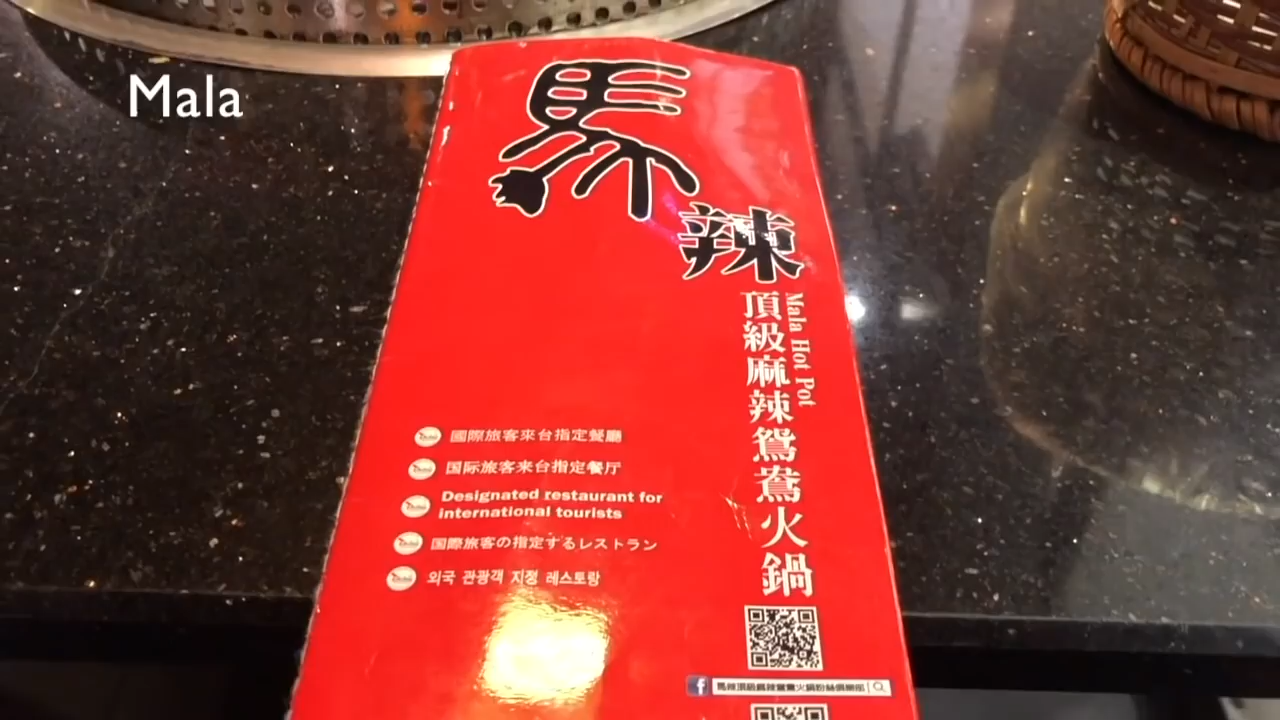 Mala
馬
辣
頂級麻辣鴛鴦火鍋
Mala Hot Pot
國際旅客來台指定餐廳
国际旅客来台指定餐厅
Designated restaurant for
international tourists
国際旅客の指定するレストラン
외국 관광객 지정 레스토랑
f